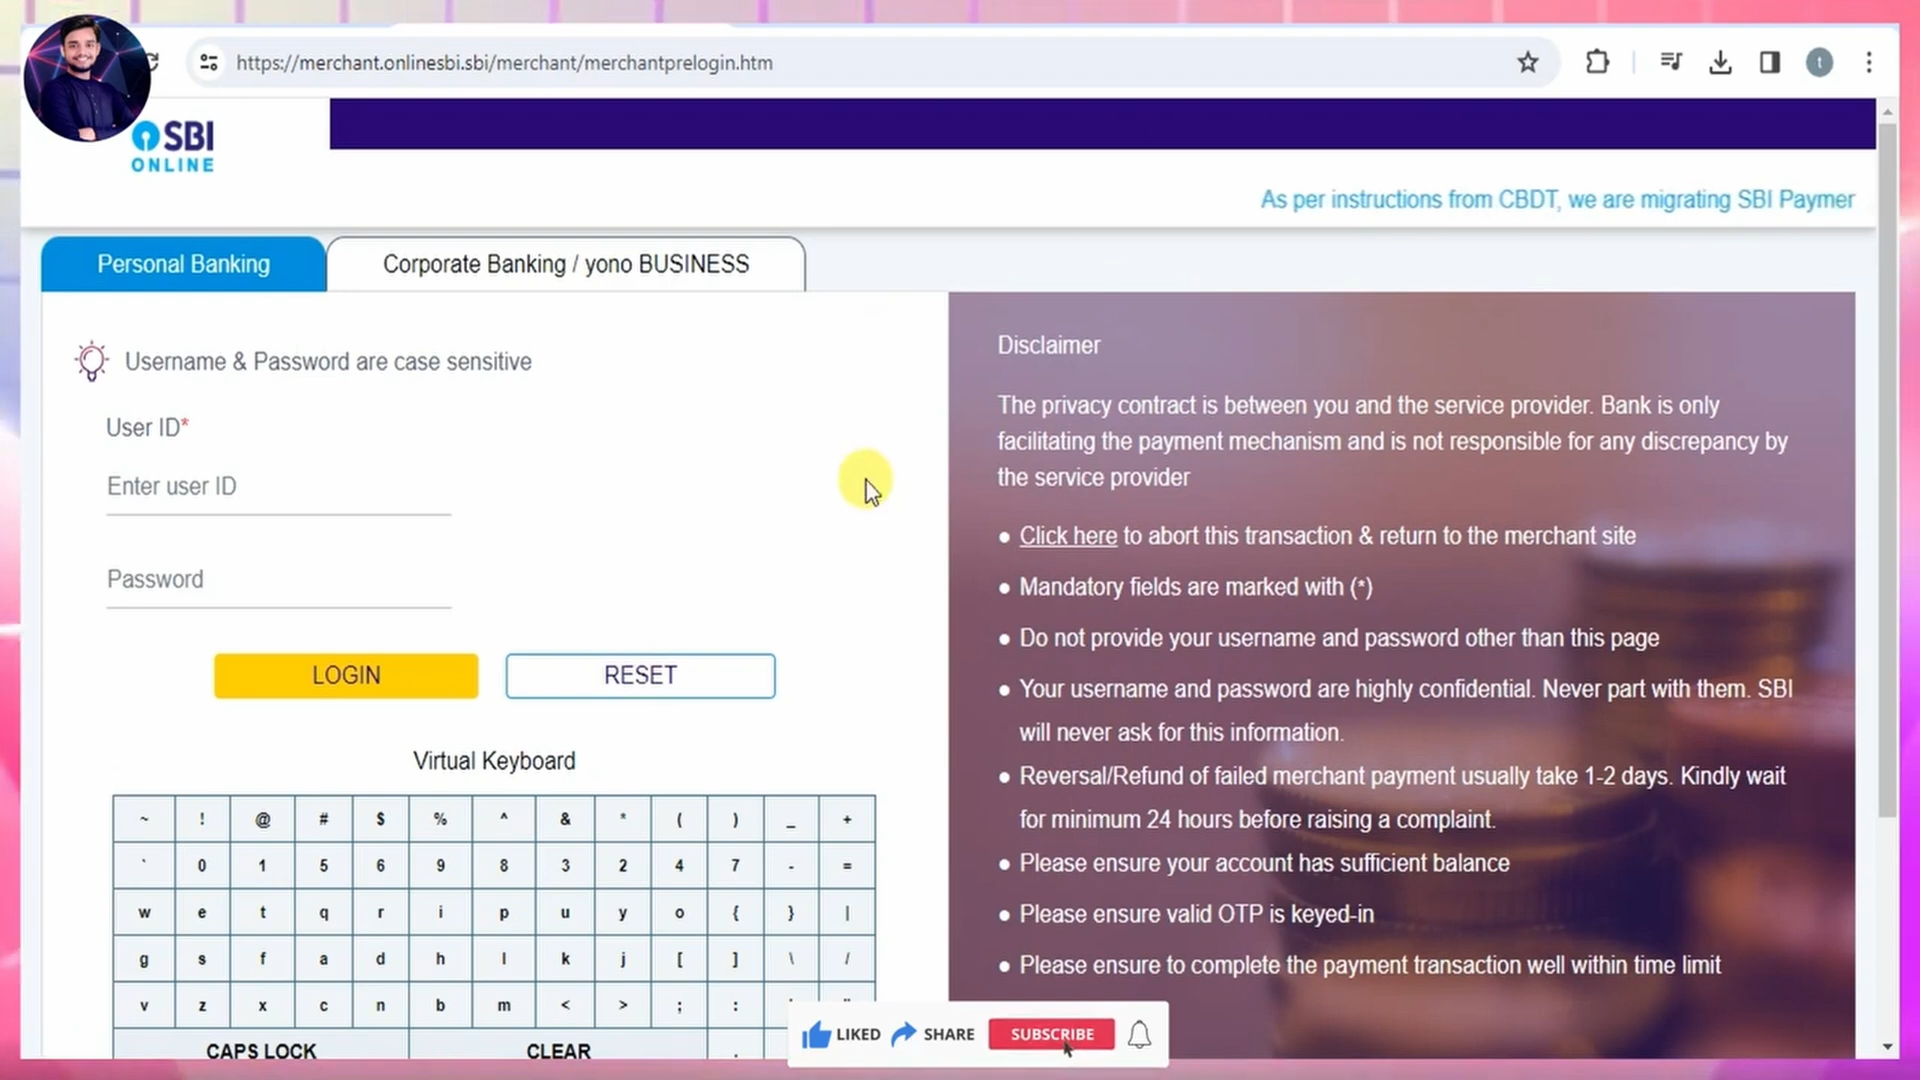 https://merchant.onlinesbi.sbi/merchant/merchantprelogin.htm
t
SBI
ONLINE
As per instructions from CBDT, we are migrating SBI Paymer
Personal Banking
Corporate Banking / yono BUSINESS
Username & Password are case sensitive
User ID*
Enter user ID
Password
LOGIN
RESET
Virtual Keyboard
~ ! @ # $ % ^ & * ( ) _ +
` 0 1 5 6 9 8 3 2 4 7 - =
w e t q r i p u y o { } |
g s f a d h l k j [ ] \ /
v z x c n b m < > ; : ' "
CAPS LOCK CLEAR .
Disclaimer
The privacy contract is between you and the service provider. Bank is only
facilitating the payment mechanism and is not responsible for any discrepancy by
the service provider
● Click here to abort this transaction & return to the merchant site
● Mandatory fields are marked with (*)
● Do not provide your username and password other than this page
● Your username and password are highly confidential. Never part with them. SBI
will never ask for this information.
● Reversal/Refund of failed merchant payment usually take 1-2 days. Kindly wait
for minimum 24 hours before raising a complaint.
● Please ensure your account has sufficient balance
● Please ensure valid OTP is keyed-in
● Please ensure to complete the payment transaction well within time limit
LIKED SHARE SUBSCRIBE